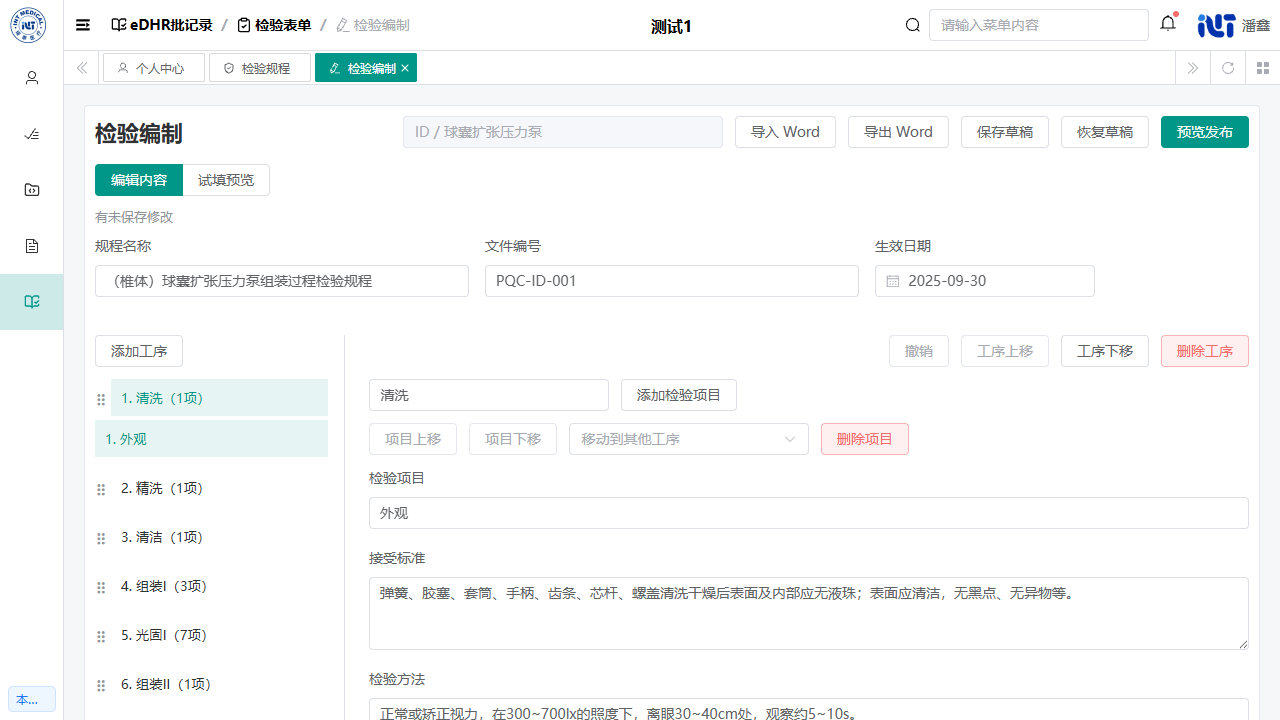 INT MEDICAL
INT
eDHR批记录 / 检验表单 / 检验编制
测试1
请输入菜单内容
INT
潘鑫
个人中心
检验规程
检验编制
检验编制
ID / 球囊扩张压力泵
导入 Word
导出 Word
保存草稿
恢复草稿
预览发布
编辑内容
试填预览
有未保存修改
规程名称
文件编号
生效日期
（椎体）球囊扩张压力泵组装过程检验规程
PQC-ID-001
2025-09-30
添加工序
撤销
工序上移
工序下移
删除工序
1. 清洗（1项）
1. 外观
2. 精洗（1项）
3. 清洁（1项）
4. 组装I（3项）
5. 光固I（7项）
6. 组装II（1项）
清洗
添加检验项目
项目上移
项目下移
移动到其他工序
删除项目
检验项目
外观
接受标准
弹簧、胶塞、套筒、手柄、齿条、芯杆、螺盖清洗干燥后表面及内部应无液珠；表面应清洁，无黑点、无异物等。
检验方法
正常或矫正视力，在300~700lx的照度下，离眼30~40cm处，观察约5~10s。
本...